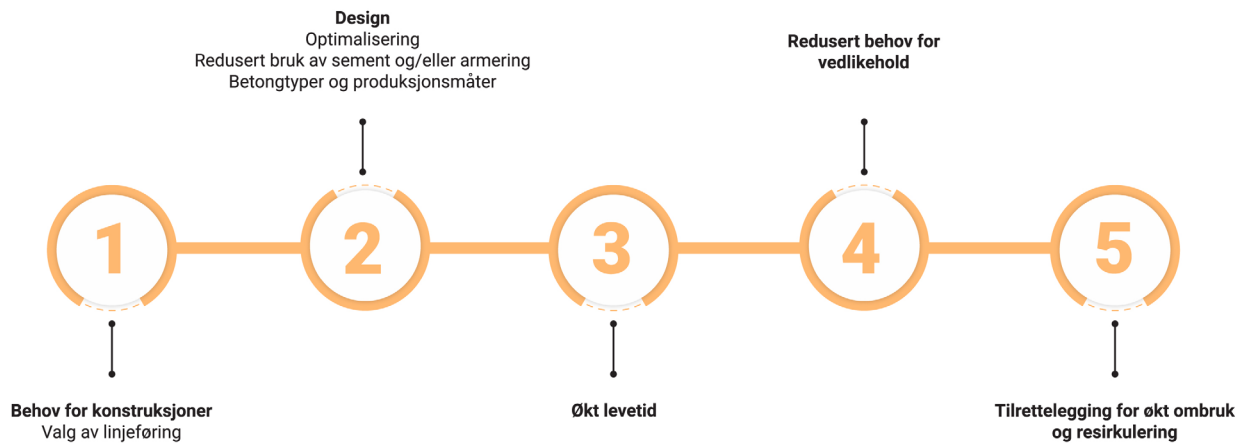 Design
Optimalisering
Redusert bruk av sement og/eller armering
Betongtyper og produksjonsmåter
Redusert behov for
vedlikehold
1
2
3
4
5
Behov for konstruksjoner
Valg av linjeføring
Økt levetid
Tilrettelegging for økt ombruk
og resirkulering